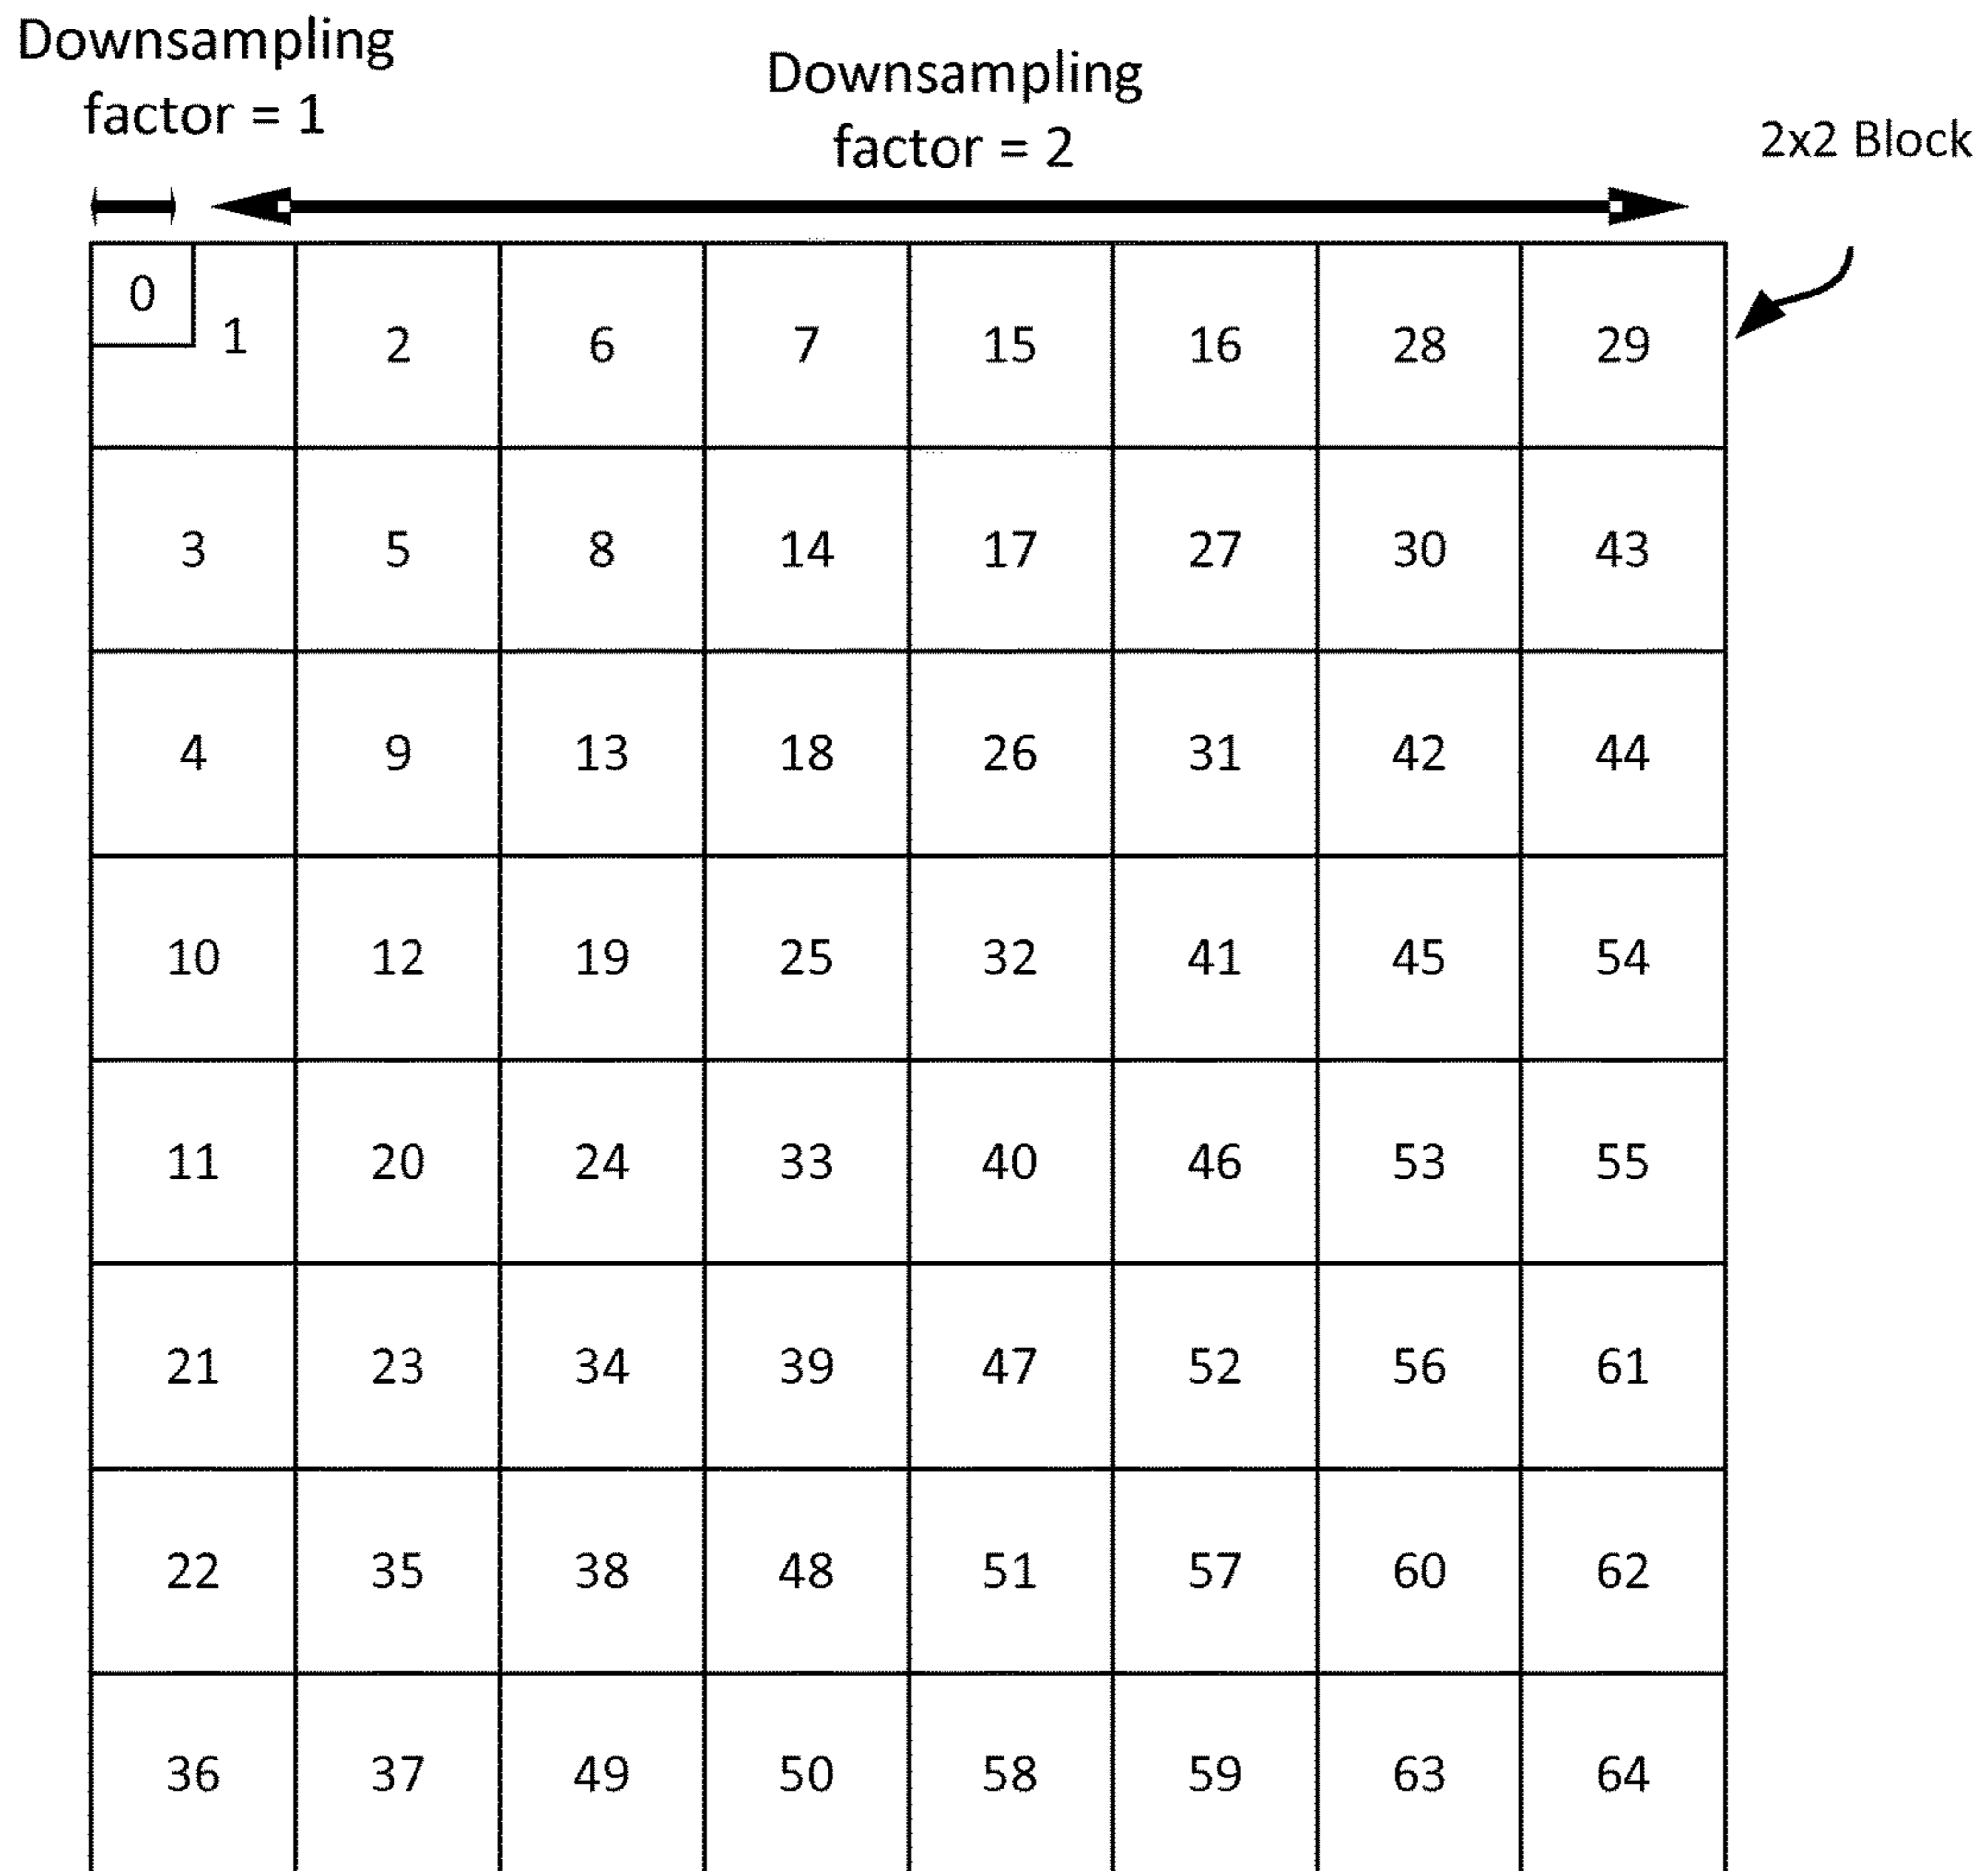 Downsampling
factor = 1
Downsampling
factor = 2
2x2 Block
0
1 2 6 7 15 16 28 29
3 5 8 14 17 27 30 43
4 9 13 18 26 31 42 44
10 12 19 25 32 41 45 54
11 20 24 33 40 46 53 55
21 23 34 39 47 52 56 61
22 35 38 48 51 57 60 62
36 37 49 50 58 59 63 64